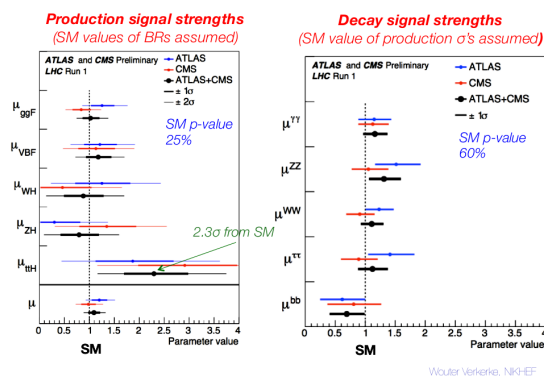 Production signal strengths
(SM values of BRs assumed)
ATLAS and CMS Preliminary
LHC Run 1
ATLAS
CMS
ATLAS+CMS
± 1σ
± 2σ
μggF
μVBF
μWH
μZH
μttH
μ
SM p-value
25%
2.3σ from SM
0 0.5 1 1.5 2 2.5 3 3.5 4
Parameter value
SM
Decay signal strengths
(SM value of production σ's assumed)
ATLAS and CMS Preliminary
LHC Run 1
ATLAS
CMS
ATLAS+CMS
± 1σ
μγγ
μZZ
μWW
μττ
μbb
SM p-value
60%
0 0.5 1 1.5 2 2.5 3 3.5 4
Parameter value
SM
Wouter Verkerke, NIKHEF